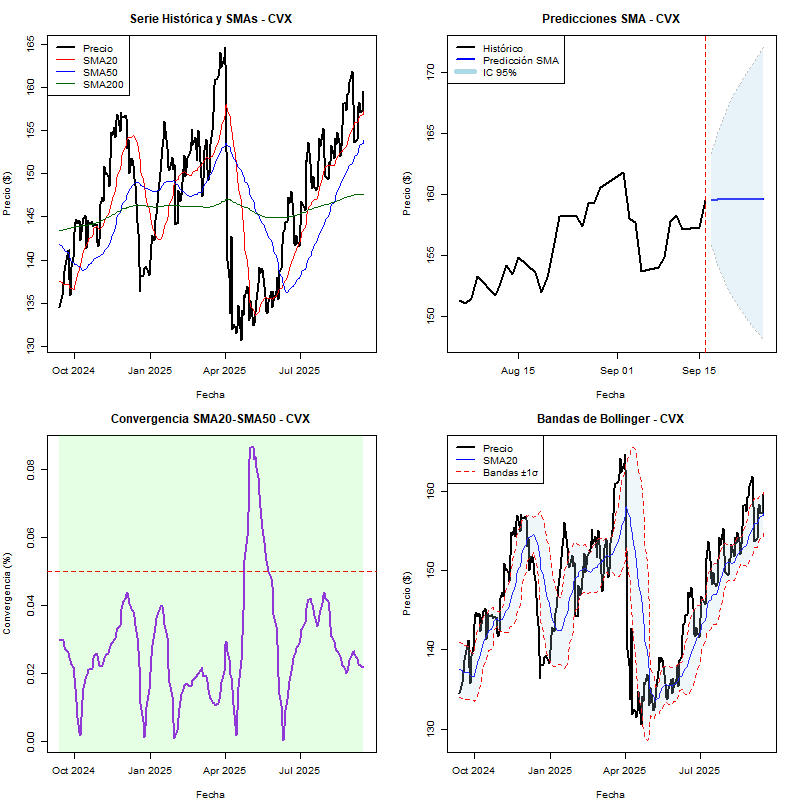 Serie Histórica y SMAs - CVX
Precio
SMA20
SMA50
SMA200
Precio ($)
165
160
155
150
145
140
135
130
Oct 2024
Jan 2025
Apr 2025
Jul 2025
Fecha
Predicciones SMA - CVX
Histórico
Predicción SMA
IC 95%
Precio ($)
170
165
160
155
150
Aug 15
Sep 01
Sep 15
Fecha
Convergencia SMA20-SMA50 - CVX
Convergencia (%)
0.08
0.06
0.04
0.02
0.00
Oct 2024
Jan 2025
Apr 2025
Jul 2025
Fecha
Bandas de Bollinger - CVX
Precio
SMA20
Bandas ±1σ
Precio ($)
160
150
140
130
Oct 2024
Jan 2025
Apr 2025
Jul 2025
Fecha